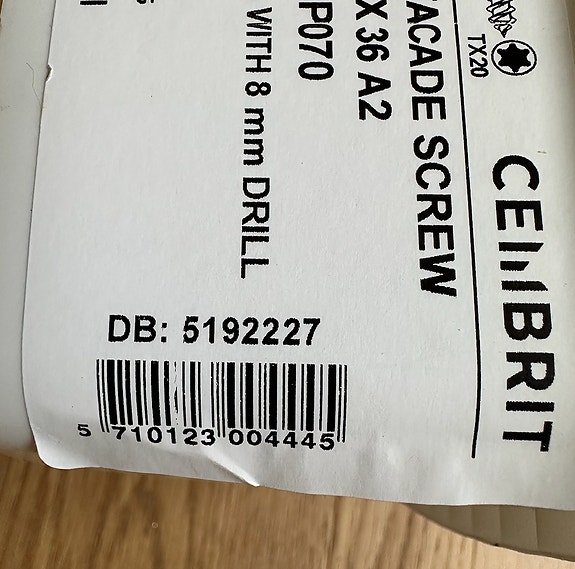 CEMBRIT
TX20
ACADE SCREW
X 36 A2
P070
WITH 8 mm DRILL
DB: 5192227
5 710123 004445